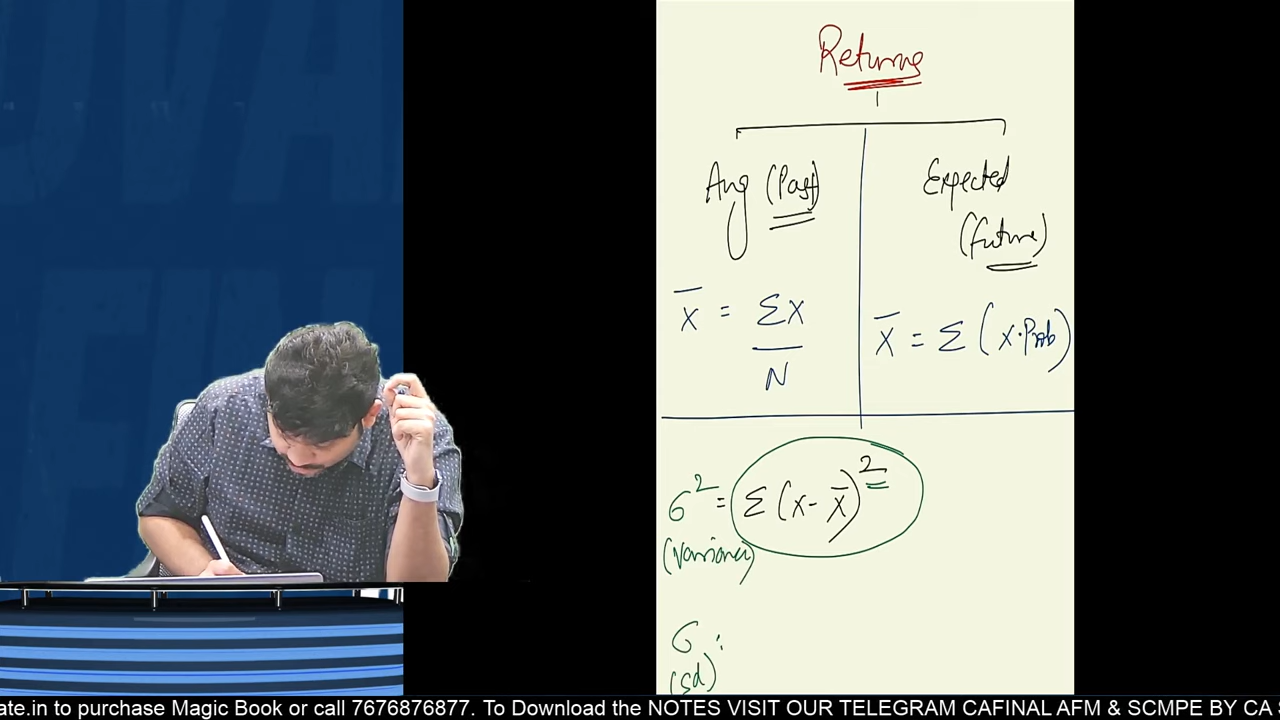 Returns
Avg (Past)
Expected
(Future)
x̄ = Σx / N
x̄ = Σ (x·Prob)
σ² = Σ (x - x̄)²
(Variance)
σ :
(sd)
ate.in to purchase Magic Book or call 7676876877. To Download the NOTES VISIT OUR TELEGRAM CAFINAL AFM & SCMPE BY CA